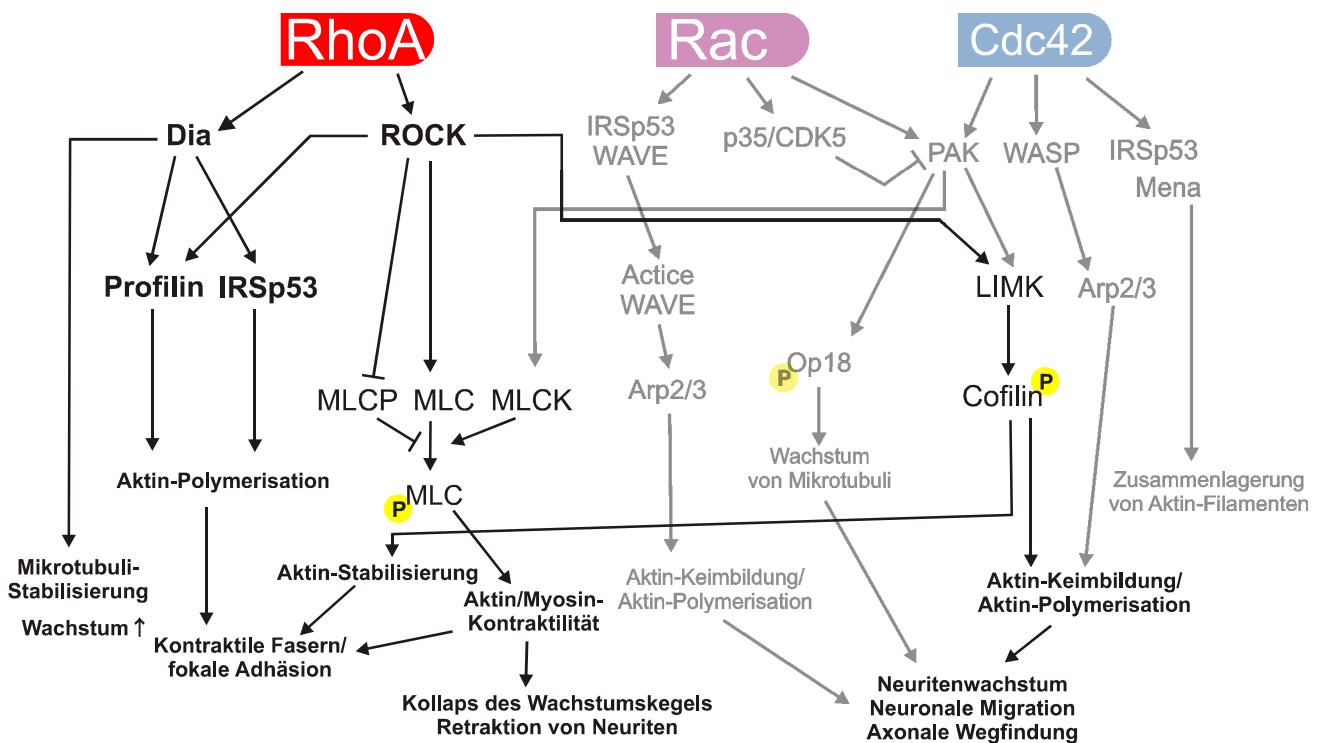 RhoA
Rac
Cdc42
Dia
ROCK
IRSp53
WAVE
p35/CDK5
PAK
WASP
IRSp53
Mena
Profilin
IRSp53
Actice
WAVE
LIMK
Arp2/3
Op18
P
MLCP
MLC
MLCK
Arp2/3
Cofilin
P
Aktin-Polymerisation
MLC
P
Wachstum
von Mikrotubuli
Zusammenlagerung
von Aktin-Filamenten
Mikrotubuli-
Stabilisierung
Wachstum ↑
Aktin-Stabilisierung
Aktin/Myosin-
Kontraktilität
Aktin-Keimbildung/
Aktin-Polymerisation
Aktin-Keimbildung/
Aktin-Polymerisation
Kontraktile Fasern/
fokale Adhäsion
Kollaps des Wachstumskegels
Retraktion von Neuriten
Neuritenwachstum
Neuronale Migration
Axonale Wegfindung